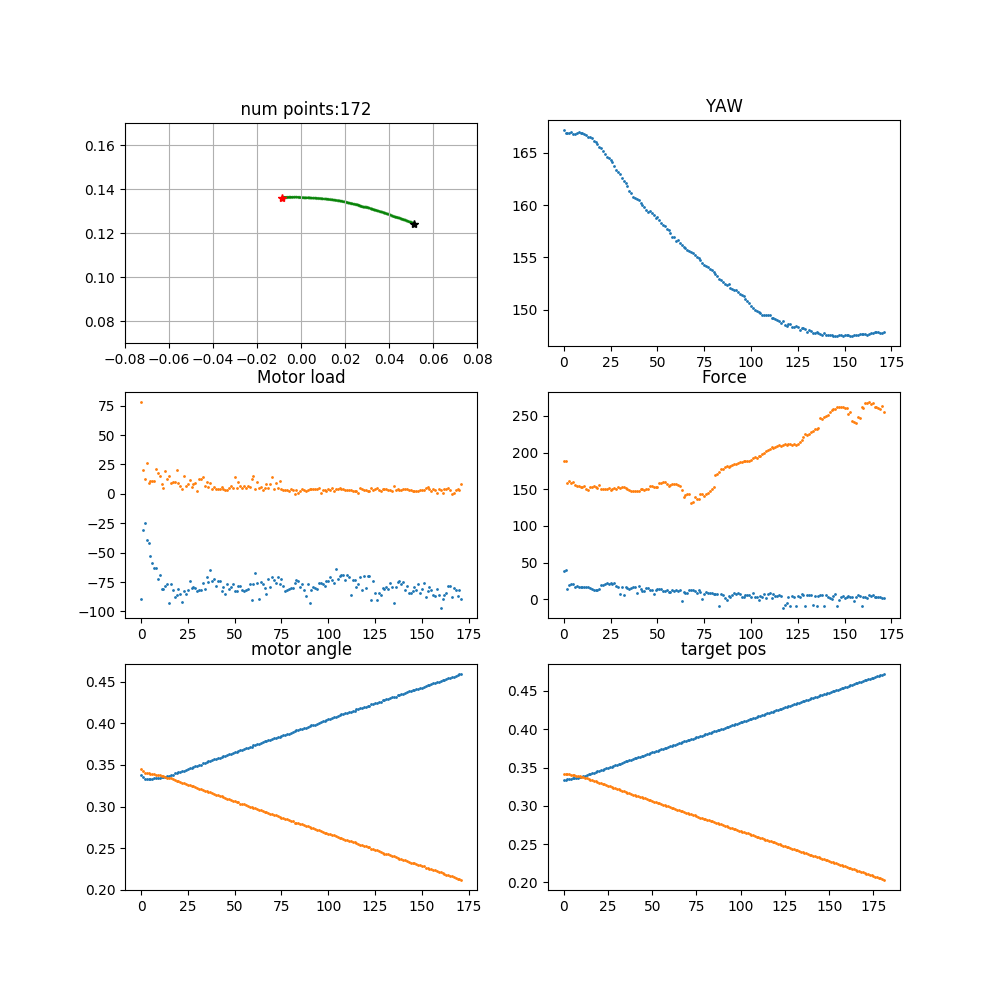 num points:172
YAW
0.16
0.14
0.12
0.10
0.08
−0.08 −0.06 −0.04 −0.02 0.00 0.02 0.04 0.06 0.08
165
160
155
150
0 25 50 75 100 125 150 175
Motor load
Force
75
50
25
0
−25
−50
−75
−100
0 25 50 75 100 125 150 175
250
200
150
100
50
0
0 25 50 75 100 125 150 175
motor angle
target pos
0.45
0.40
0.35
0.30
0.25
0.20
0 25 50 75 100 125 150 175
0.45
0.40
0.35
0.30
0.25
0.20
0 25 50 75 100 125 150 175